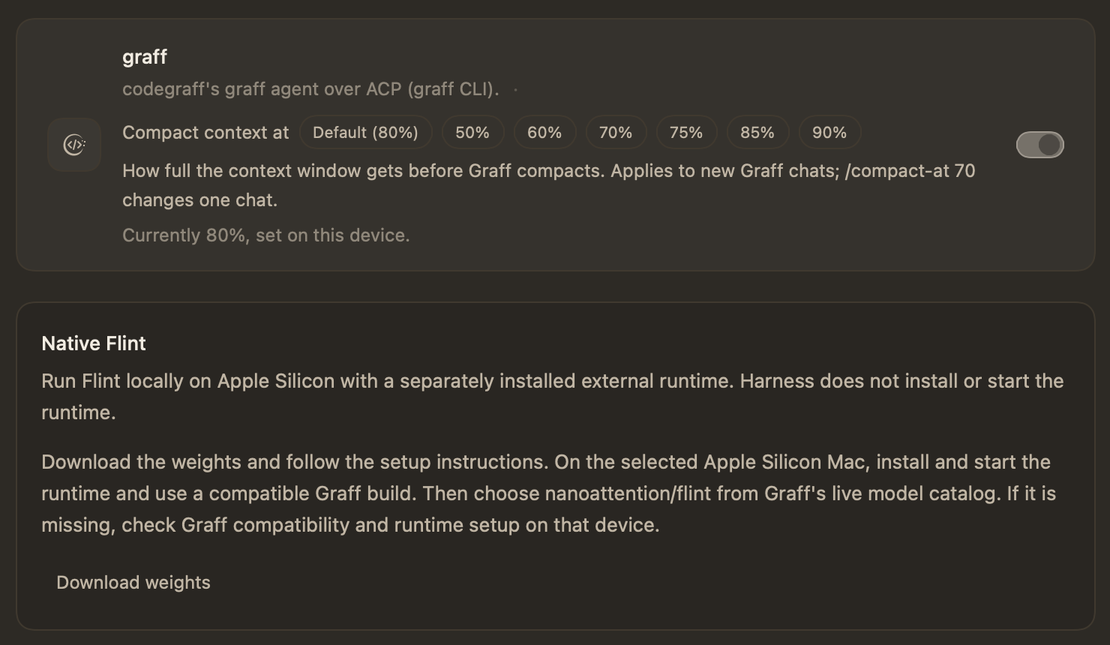 graff
codegraff's graff agent over ACP (graff CLI). ·
Compact context at Default (80%) 50% 60% 70% 75% 85% 90%
How full the context window gets before Graff compacts. Applies to new Graff chats; /compact-at 70
changes one chat.
Currently 80%, set on this device.
Native Flint
Run Flint locally on Apple Silicon with a separately installed external runtime. Harness does not install or start the
runtime.
Download the weights and follow the setup instructions. On the selected Apple Silicon Mac, install and start the
runtime and use a compatible Graff build. Then choose nanoattention/flint from Graff's live model catalog. If it is
missing, check Graff compatibility and runtime setup on that device.
Download weights